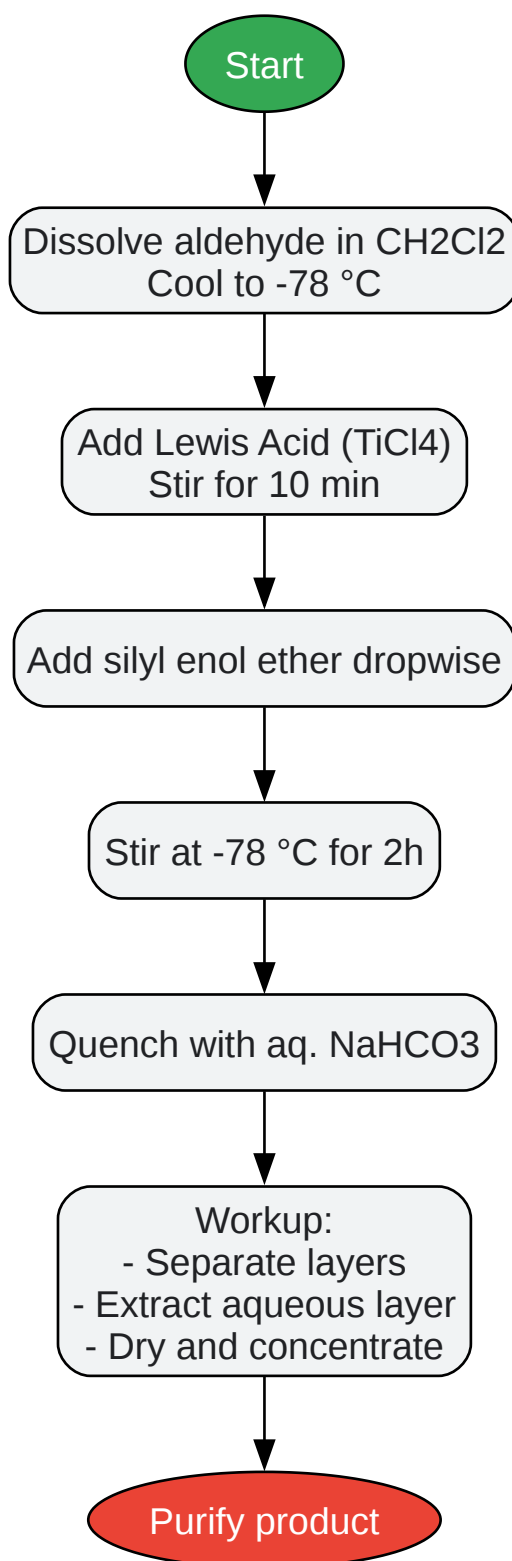 Start
Dissolve aldehyde in CH2Cl2
Cool to -78 °C
Add Lewis Acid (TiCl4)
Stir for 10 min
Add silyl enol ether dropwise
Stir at -78 °C for 2h
Quench with aq. NaHCO3
Workup:
- Separate layers
- Extract aqueous layer
- Dry and concentrate
Purify product